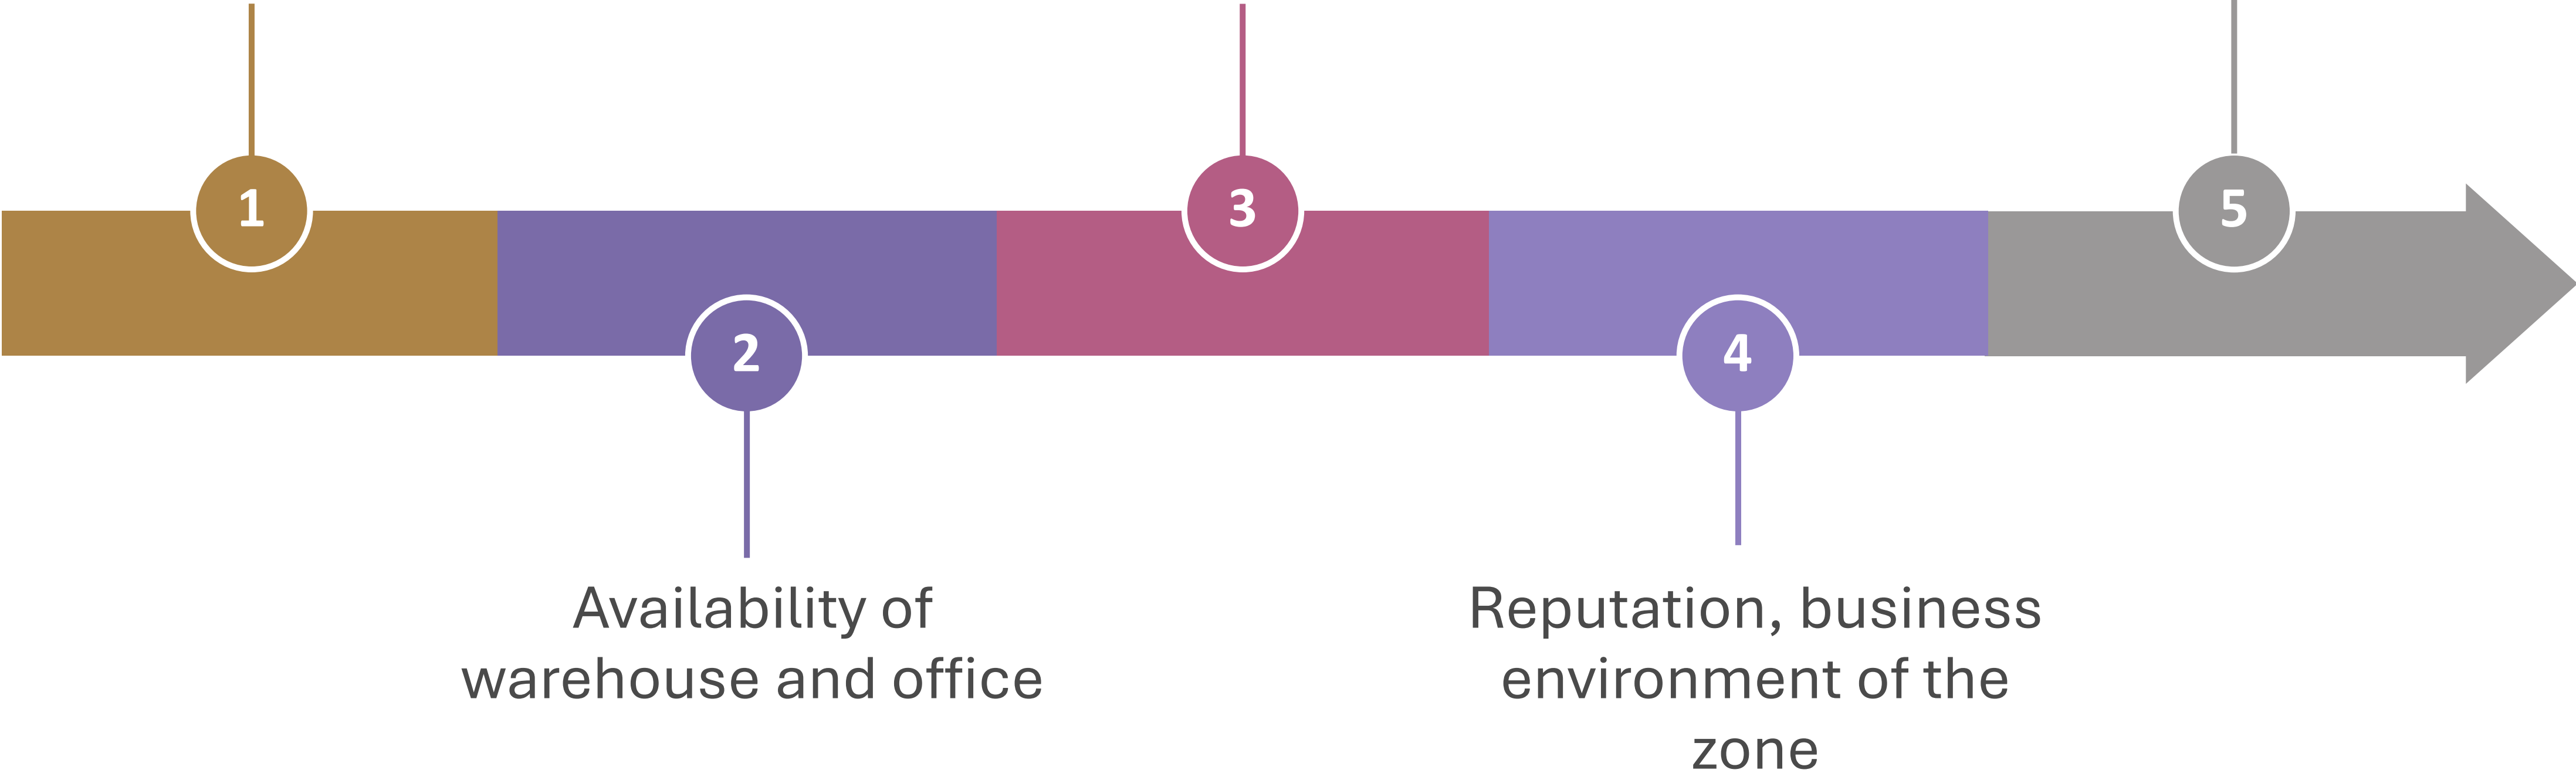 1
3
5
2
4
Availability of
warehouse and office
Reputation, business
environment of the
zone